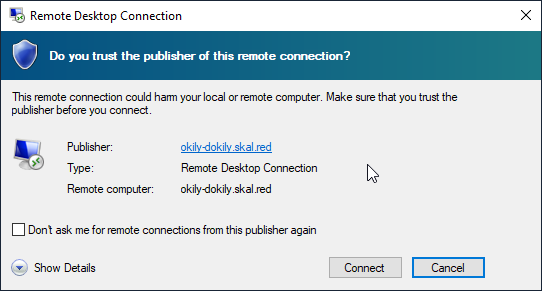 Remote Desktop Connection
Do you trust the publisher of this remote connection?
This remote connection could harm your local or remote computer. Make sure that you trust the
publisher before you connect.
Publisher: okily-dokily.skal.red
Type: Remote Desktop Connection
Remote computer: okily-dokily.skal.red
Don't ask me for remote connections from this publisher again
Show Details Connect Cancel